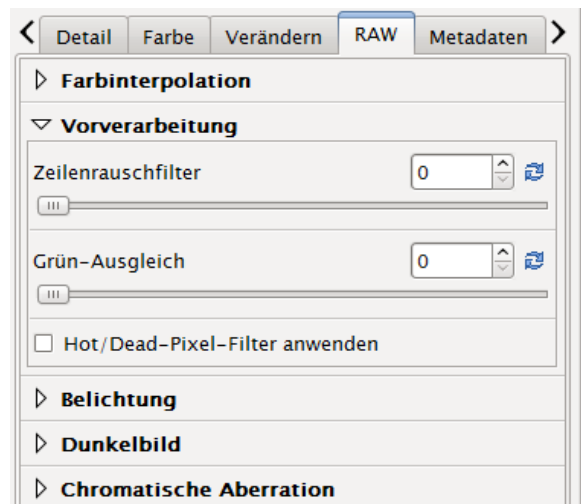 Detail Farbe Verändern RAW Metadaten
Farbinterpolation
Vorverarbeitung
Zeilenrauschfilter 0
Grün-Ausgleich 0
Hot/Dead-Pixel-Filter anwenden
Belichtung
Dunkelbild
Chromatische Aberration